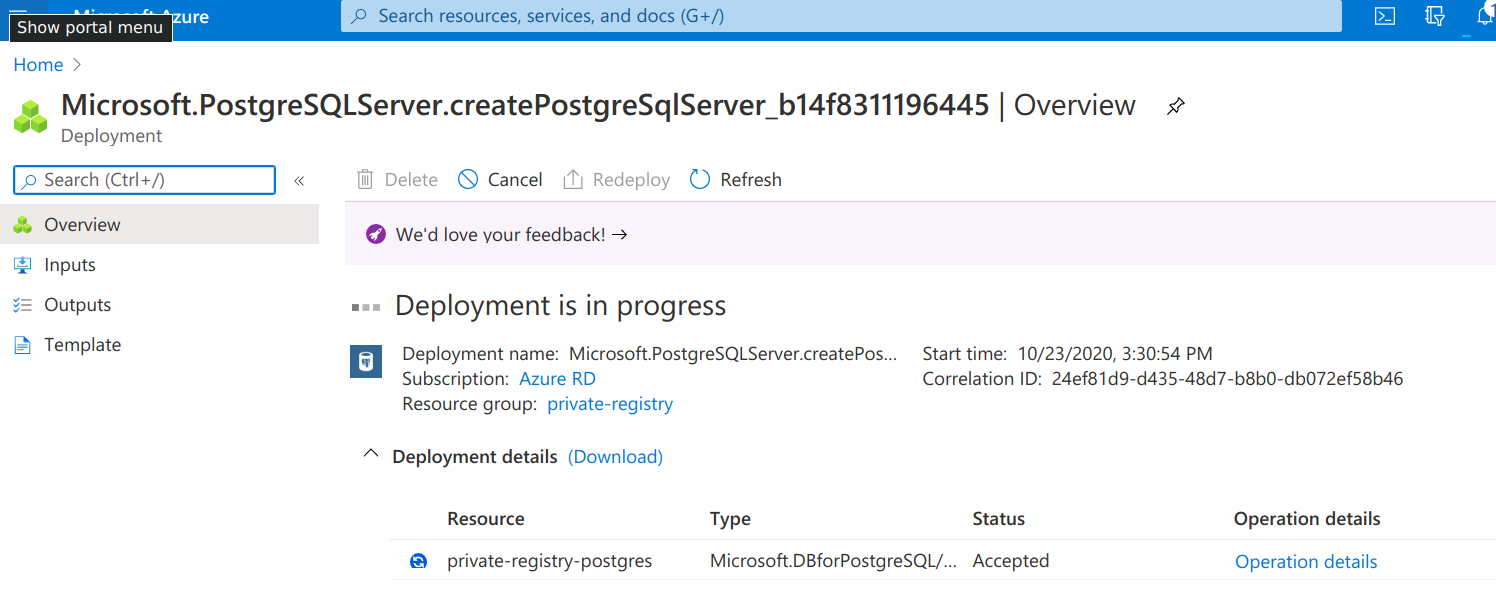 Microsoft Azure
Search resources, services, and docs (G+/)
Show portal menu
Home
Microsoft.PostgreSQLServer.createPostgreSqlServer_b14f8311196445 | Overview
Deployment
Search (Ctrl+/)
«
Delete
Cancel
Redeploy
Refresh
Overview
Inputs
Outputs
Template
We'd love your feedback! →
Deployment is in progress
Deployment name: Microsoft.PostgreSQLServer.createPos...
Subscription: Azure RD
Resource group: private-registry
Start time: 10/23/2020, 3:30:54 PM
Correlation ID: 24ef81d9-d435-48d7-b8b0-db072ef58b46
Deployment details (Download)
Resource Type Status Operation details
private-registry-postgres Microsoft.DBforPostgreSQL/... Accepted Operation details